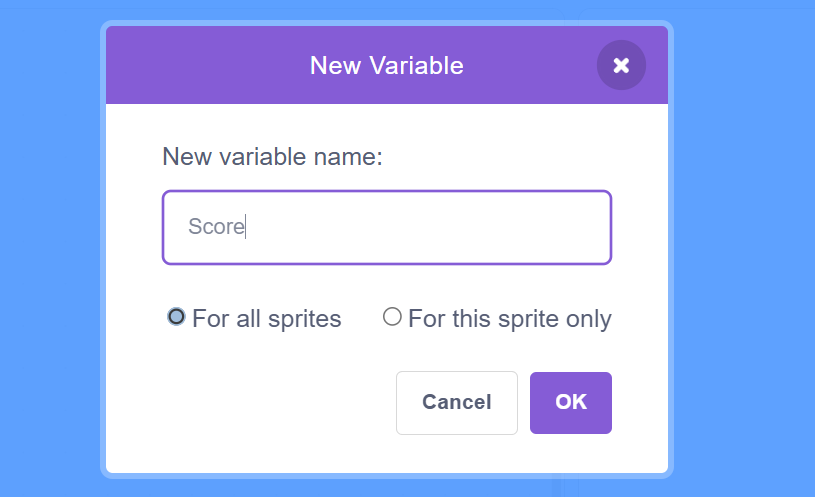 New Variable
New variable name:
Score
For all sprites For this sprite only
Cancel OK